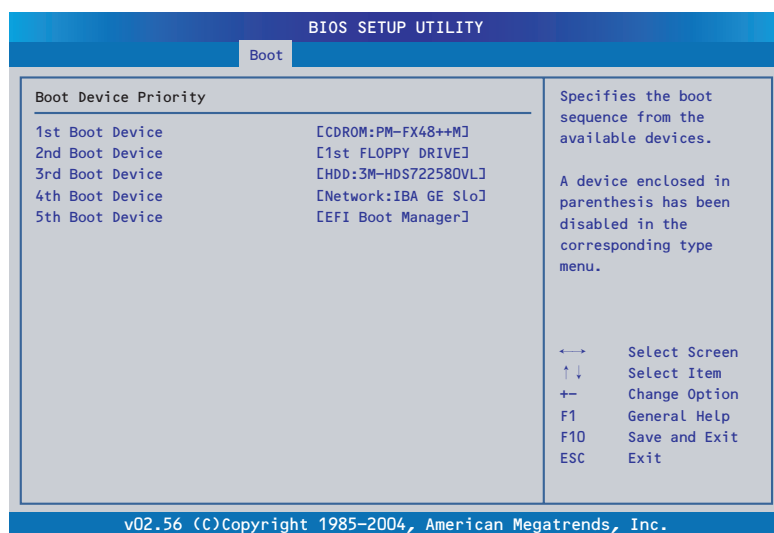 BIOS SETUP UTILITY
Boot
Boot Device Priority
1st Boot Device [CDROM:PM-FX48++M]
2nd Boot Device [1st FLOPPY DRIVE]
3rd Boot Device [HDD:3M-HDS722580VL]
4th Boot Device [Network:IBA GE Slo]
5th Boot Device [EFI Boot Manager]
Specifies the boot
sequence from the
available devices.
A device enclosed in
parenthesis has been
disabled in the
corresponding type
menu.
←→ Select Screen
↑↓ Select Item
+- Change Option
F1 General Help
F10 Save and Exit
ESC Exit
v02.56 (C)Copyright 1985-2004, American Megatrends, Inc.